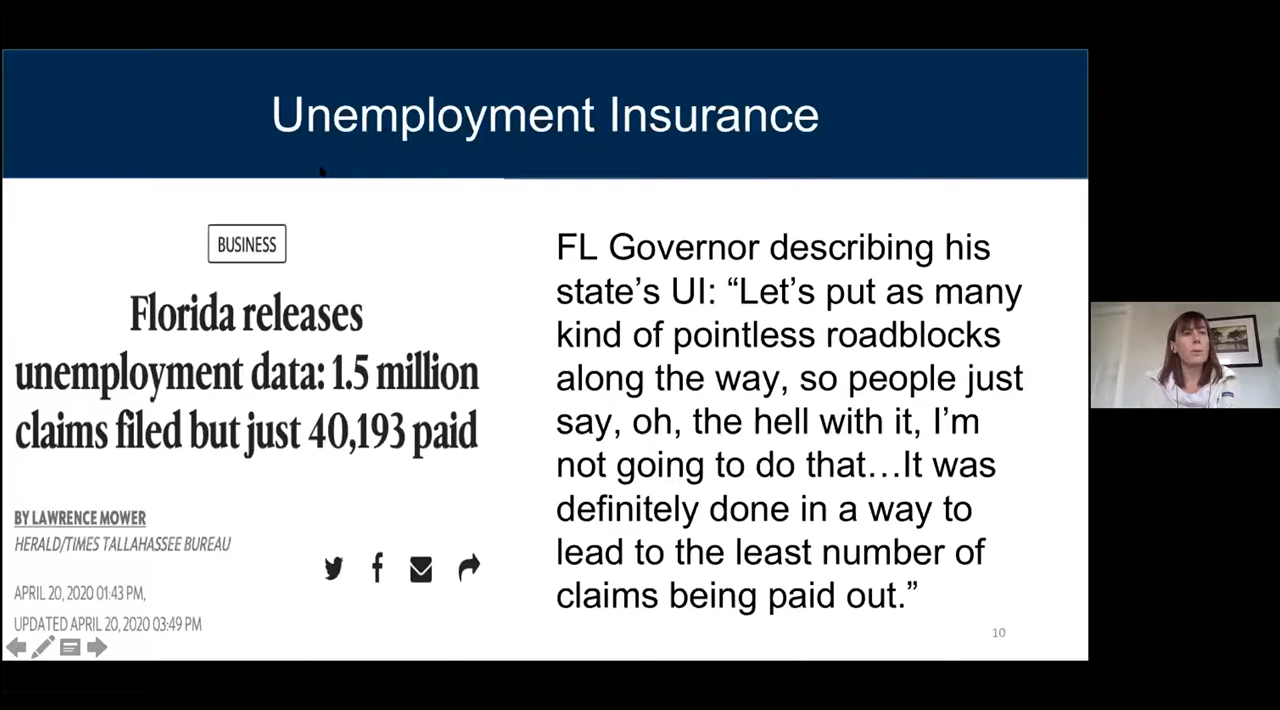 Unemployment Insurance
BUSINESS
Florida releases
unemployment data: 1.5 million
claims filed but just 40,193 paid
BY LAWRENCE MOWER
HERALD/TIMES TALLAHASSEE BUREAU
APRIL 20, 2020 01:43 PM,
UPDATED APRIL 20, 2020 03:49 PM
FL Governor describing his
state’s UI: “Let’s put as many
kind of pointless roadblocks
along the way, so people just
say, oh, the hell with it, I’m
not going to do that…It was
definitely done in a way to
lead to the least number of
claims being paid out.”
10